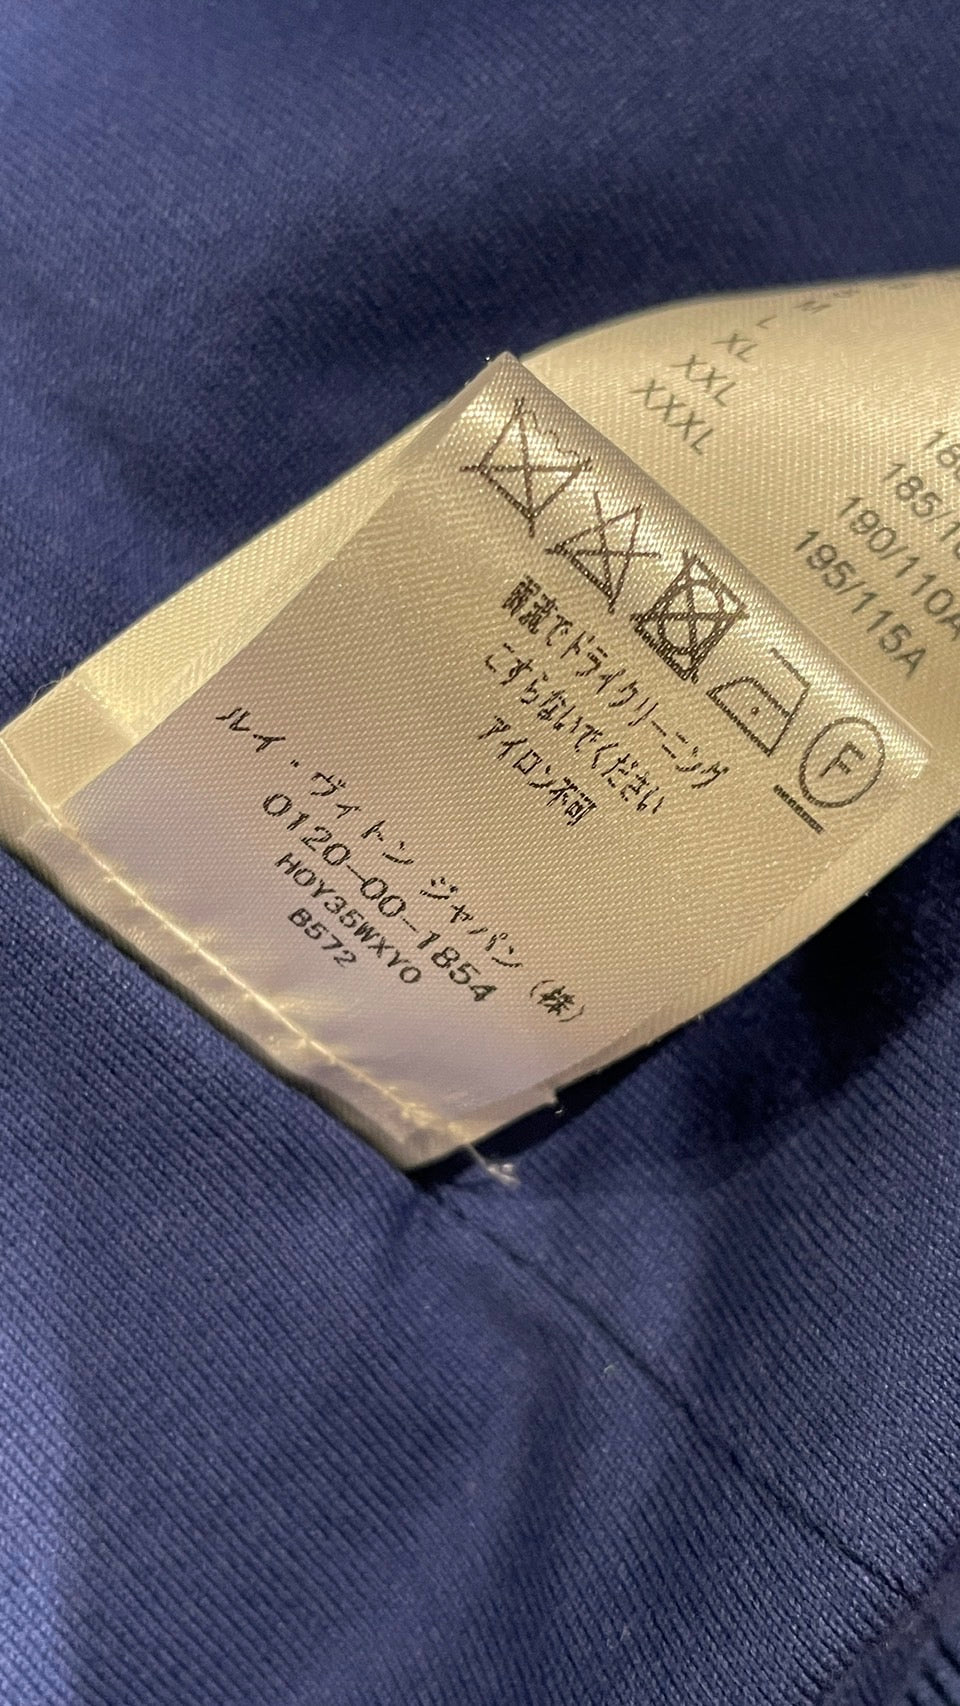 M
L
XL
XXL
XXXL
185/1
190/110A
195/115A
F
弱流でドライクリーニング
こすらないでください
アイロン不可
ルイ・ヴィトン ジャパン (株)
0120-00-1854
HOY35WXY0
B572